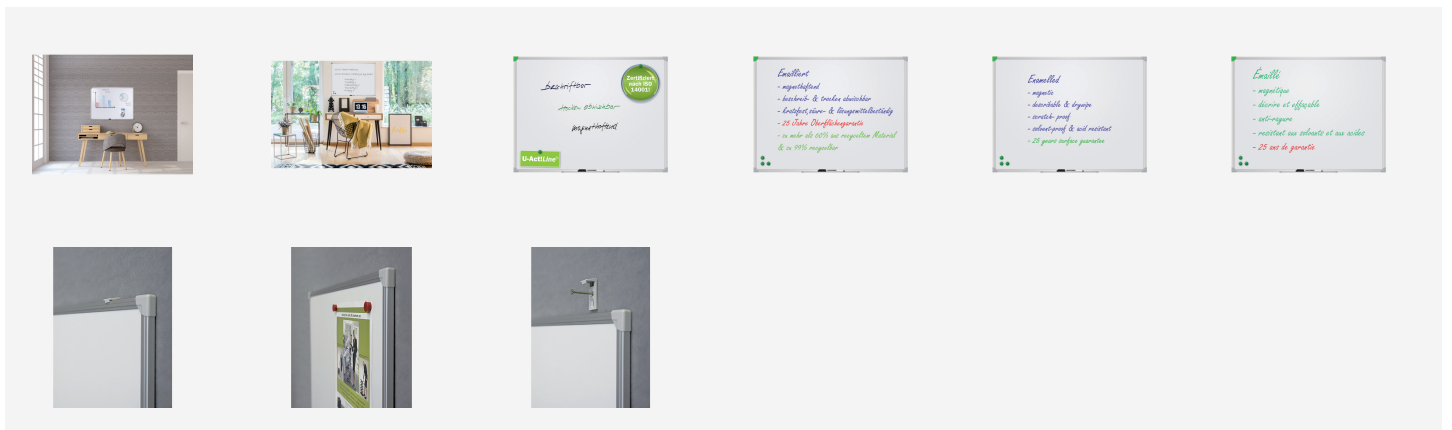 beschriftbar
trocken abwischbar
magnethaftend
Zertifiziert
nach ISO
14001!
U-Act!Line®
Emailliert
- magnethaftend
- beschreib- & trocken abwischbar
- kratzfest, säure- & lösungsmittelbeständig
- 25 Jahre Oberflächengarantie
- zu mehr als 50% aus recyceltem Material
& zu 99% recycelbar
Enamelled
- magnetic
- describable & drywipe
- scratch- proof
- solvent-proof & acid resistant
- 25 years surface guarantee
Émaillé
- magnétique
- décrire et effaçable
- anti-rayure
- resistant aux solvants et aux acides
- 25 ans de garantie